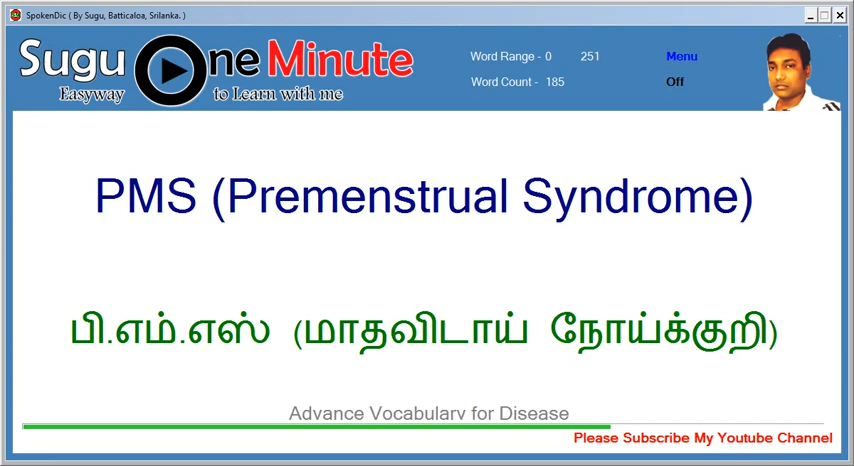 SpokenDic ( By Sugu, Batticaloa, Srilanka. )
Sugu One Minute
Easyway to Learn with me
Word Range - 0 251
Menu
Word Count - 185
Off
PMS (Premenstrual Syndrome)
பி.எம்.எஸ் (மாதவிடாய் நோய்க்குறி)
Advance Vocabulary for Disease
Please Subscribe My Youtube Channel